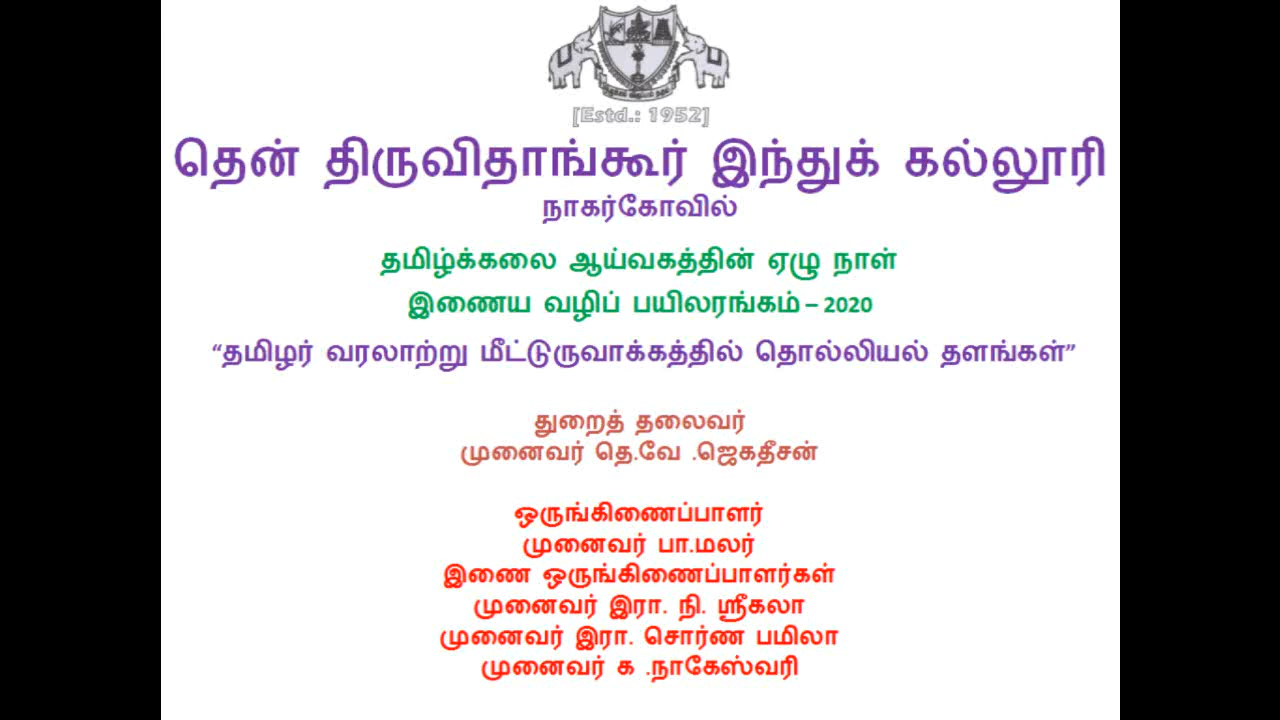 [Estd.: 1952]
தென் திருவிதாங்கூர் இந்துக் கல்லூரி
நாகர்கோவில்
தமிழ்க்கலை ஆய்வகத்தின் ஏழு நாள்
இணைய வழிப் பயிலரங்கம் – 2020
“தமிழர் வரலாற்று மீட்டுருவாக்கத்தில் தொல்லியல் தளங்கள்”
துறைத் தலைவர்
முனைவர் தெ.வே .ஜெகதீசன்
ஒருங்கிணைப்பாளர்
முனைவர் பா.மலர்
இணை ஒருங்கிணைப்பாளர்கள்
முனைவர் இரா. நி. ஸ்ரீகலா
முனைவர் இரா. சொர்ண பமிலா
முனைவர் க .நாகேஸ்வரி